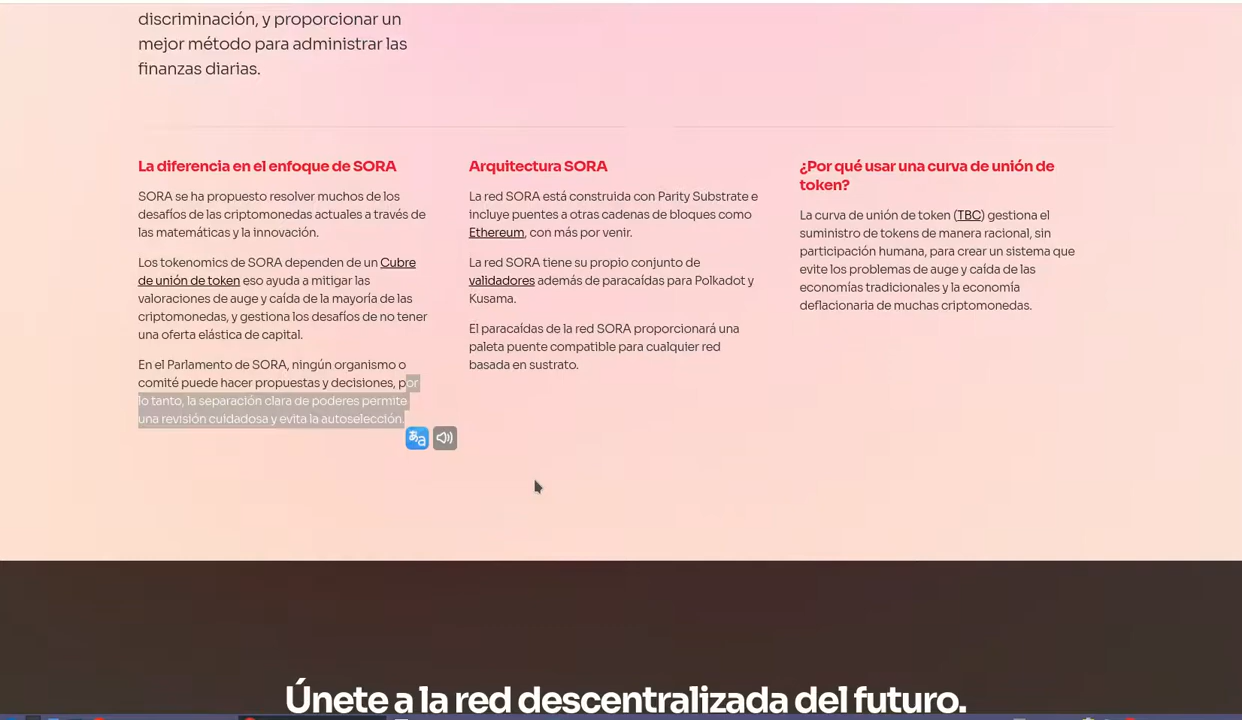 discriminación, y proporcionar un
mejor método para administrar las
finanzas diarias.
La diferencia en el enfoque de SORA
SORA se ha propuesto resolver muchos de los
desafíos de las criptomonedas actuales a través de
las matemáticas y la innovación.
Los tokenomics de SORA dependen de un Cubre
de unión de token eso ayuda a mitigar las
valoraciones de auge y caída de la mayoría de las
criptomonedas, y gestiona los desafíos de no tener
una oferta elástica de capital.
En el Parlamento de SORA, ningún organismo o
comité puede hacer propuestas y decisiones, por
lo tanto, la separación clara de poderes permite
una revisión cuidadosa y evita la autoselección.
Arquitectura SORA
La red SORA está construida con Parity Substrate e
incluye puentes a otras cadenas de bloques como
Ethereum, con más por venir.
La red SORA tiene su propio conjunto de
validadores además de paracaídas para Polkadot y
Kusama.
El paracaídas de la red SORA proporcionará una
paleta puente compatible para cualquier red
basada en sustrato.
¿Por qué usar una curva de unión de
token?
La curva de unión de token (TBC) gestiona el
suministro de tokens de manera racional, sin
participación humana, para crear un sistema que
evite los problemas de auge y caída de las
economías tradicionales y la economía
deflacionaria de muchas criptomonedas.
Únete a la red descentralizada del futuro.